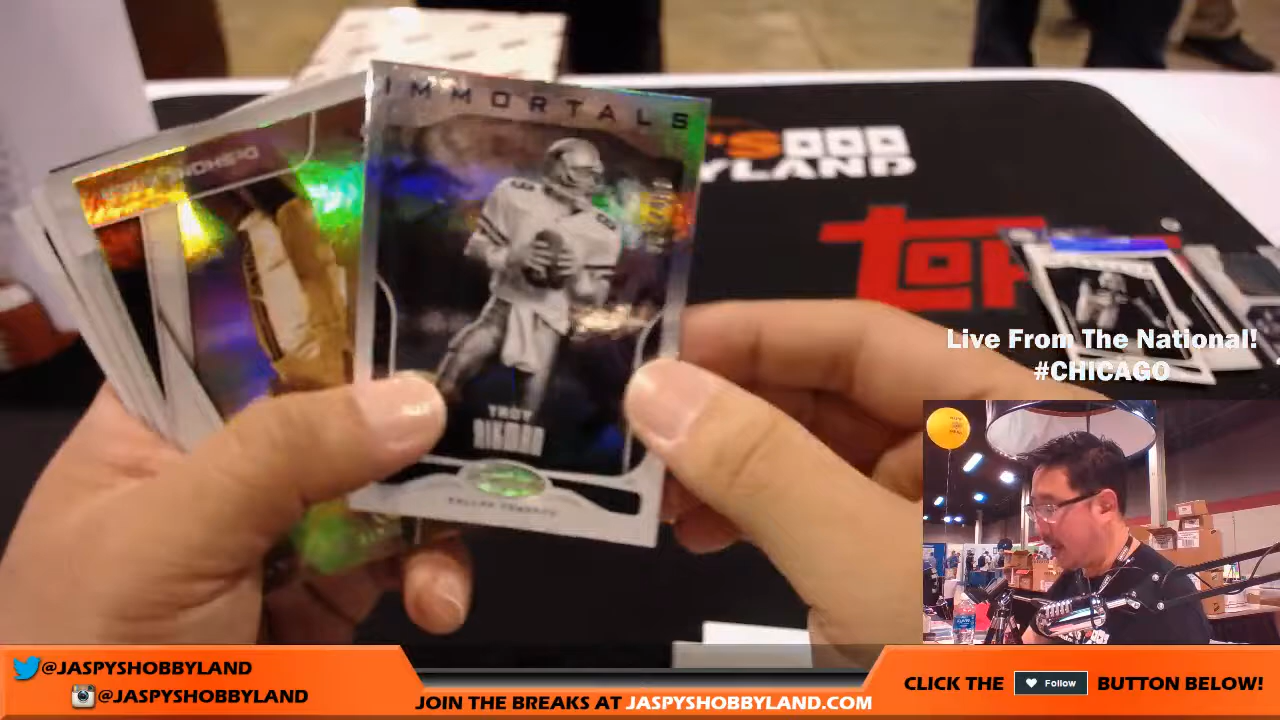 IMMORTALS
TROY
AIKMAN
Live From The National!
#CHICAGO
@JASPYSHOBBYLAND
@JASPYSHOBBYLAND
JOIN THE BREAKS AT JASPYSHOBBYLAND.COM
CLICK THE Follow BUTTON BELOW!